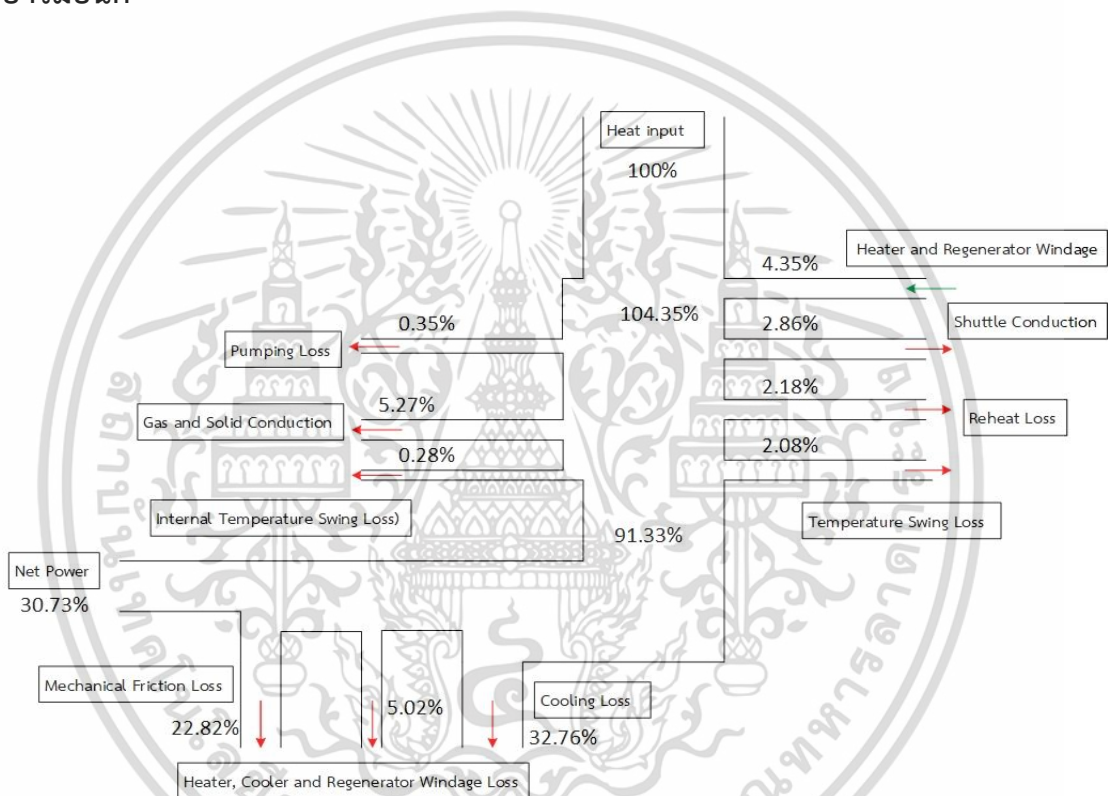 Heat input
100%
4.35%
Heater and Regenerator Windage
104.35%
0.35%
2.86%
Shuttle Conduction
Pumping Loss
2.18%
5.27%
Gas and Solid Conduction
Reheat Loss
0.28%
2.08%
Internal Temperature Swing Loss)
Temperature Swing Loss
91.33%
Net Power
30.73%
Mechanical Friction Loss
22.82%
5.02%
Cooling Loss
32.76%
Heater, Cooler and Regenerator Windage Loss